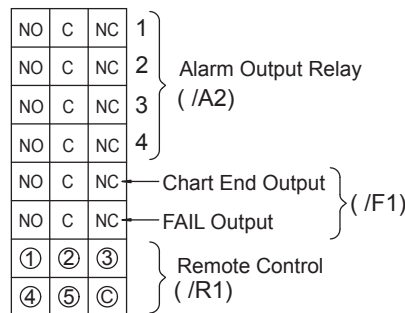 NO C NC 1
NO C NC 2 Alarm Output Relay
NO C NC 3 ( /A2)
NO C NC 4
NO C NC Chart End Output
( /F1)
NO C NC FAIL Output
① ② ③ Remote Control
④ ⑤ Ⓒ ( /R1)